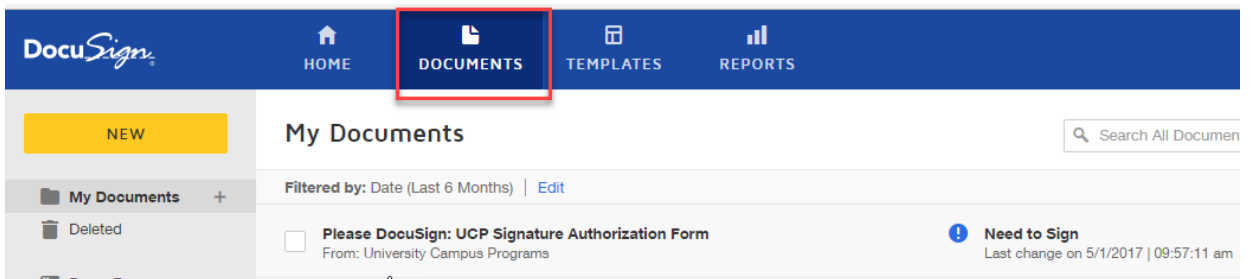 DocuSign
HOME
DOCUMENTS
TEMPLATES
REPORTS
NEW
My Documents
Search All Documen
My Documents +
Filtered by: Date (Last 6 Months) | Edit
Deleted
Please DocuSign: UCP Signature Authorization Form
From: University Campus Programs
Need to Sign
Last change on 5/1/2017 | 09:57:11 am